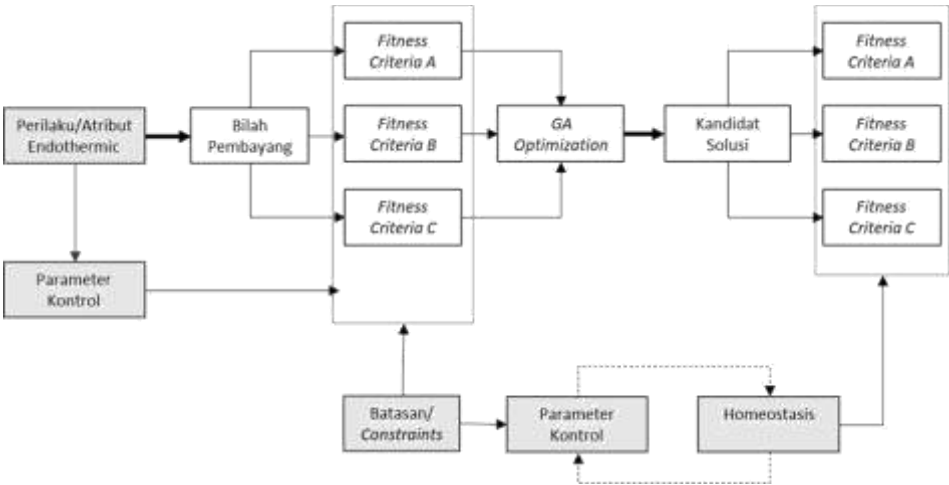 Fitness
Criteria A
Fitness
Criteria A
Perilaku/Atribut
Endothermic
Bilah
Pembayang
Fitness
Criteria B
GA
Optimization
Kandidat
Solusi
Fitness
Criteria B
Fitness
Criteria C
Fitness
Criteria C
Parameter
Kontrol
Batasan/
Constraints
Parameter
Kontrol
Homeostasis